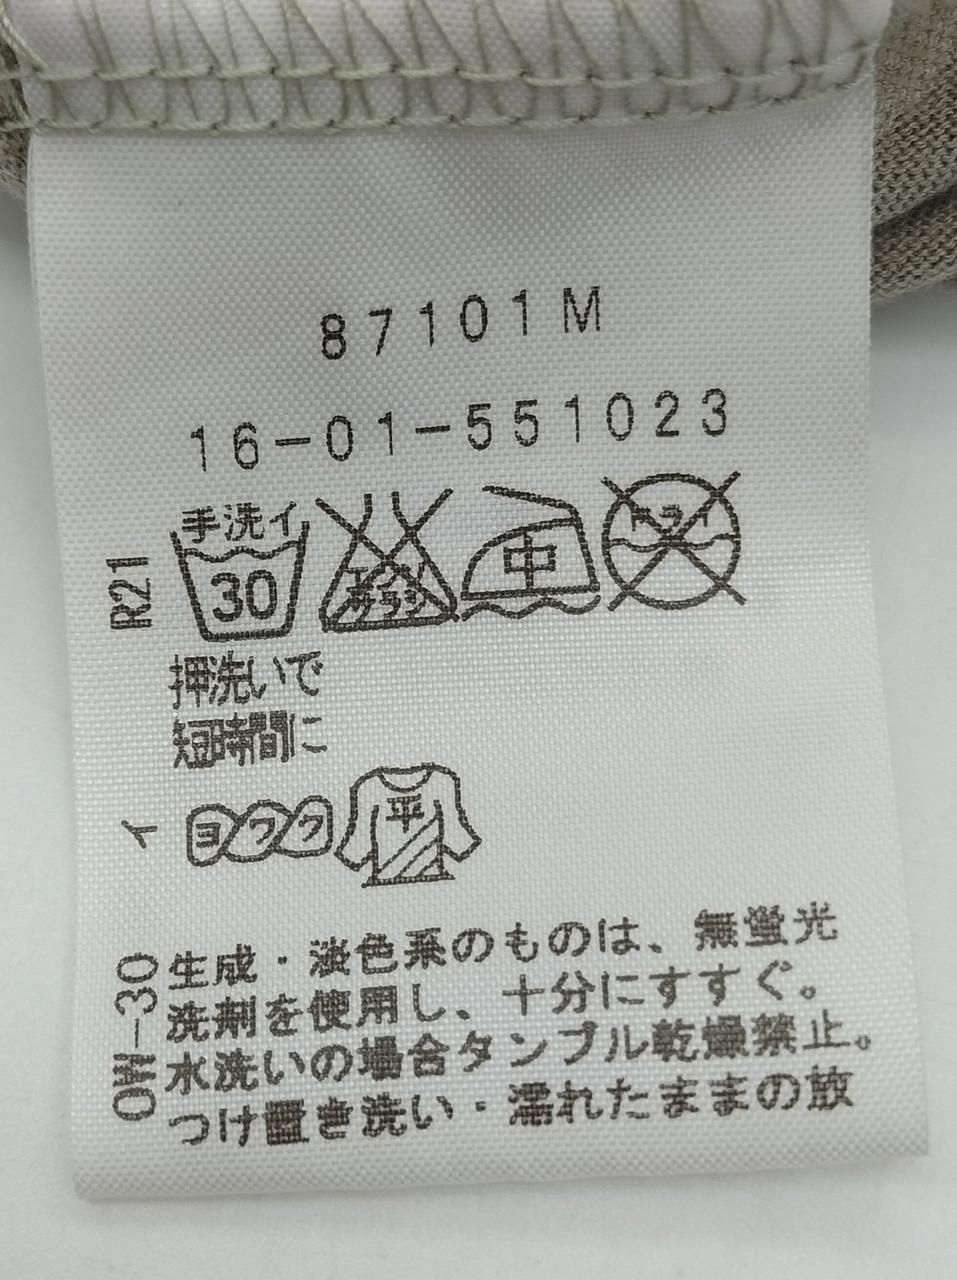 87101M
16-01-551023
R21
手洗イ
30
エンソ
サラシ
中
ドライ
押洗いで
短時間に
イ
ヨワク
平
OW-30
生成・淡色系のものは、無蛍光
洗剤を使用し、十分にすすぐ。
水洗いの場合タンブル乾燥禁止。
つけ置き洗い・濡れたままの放